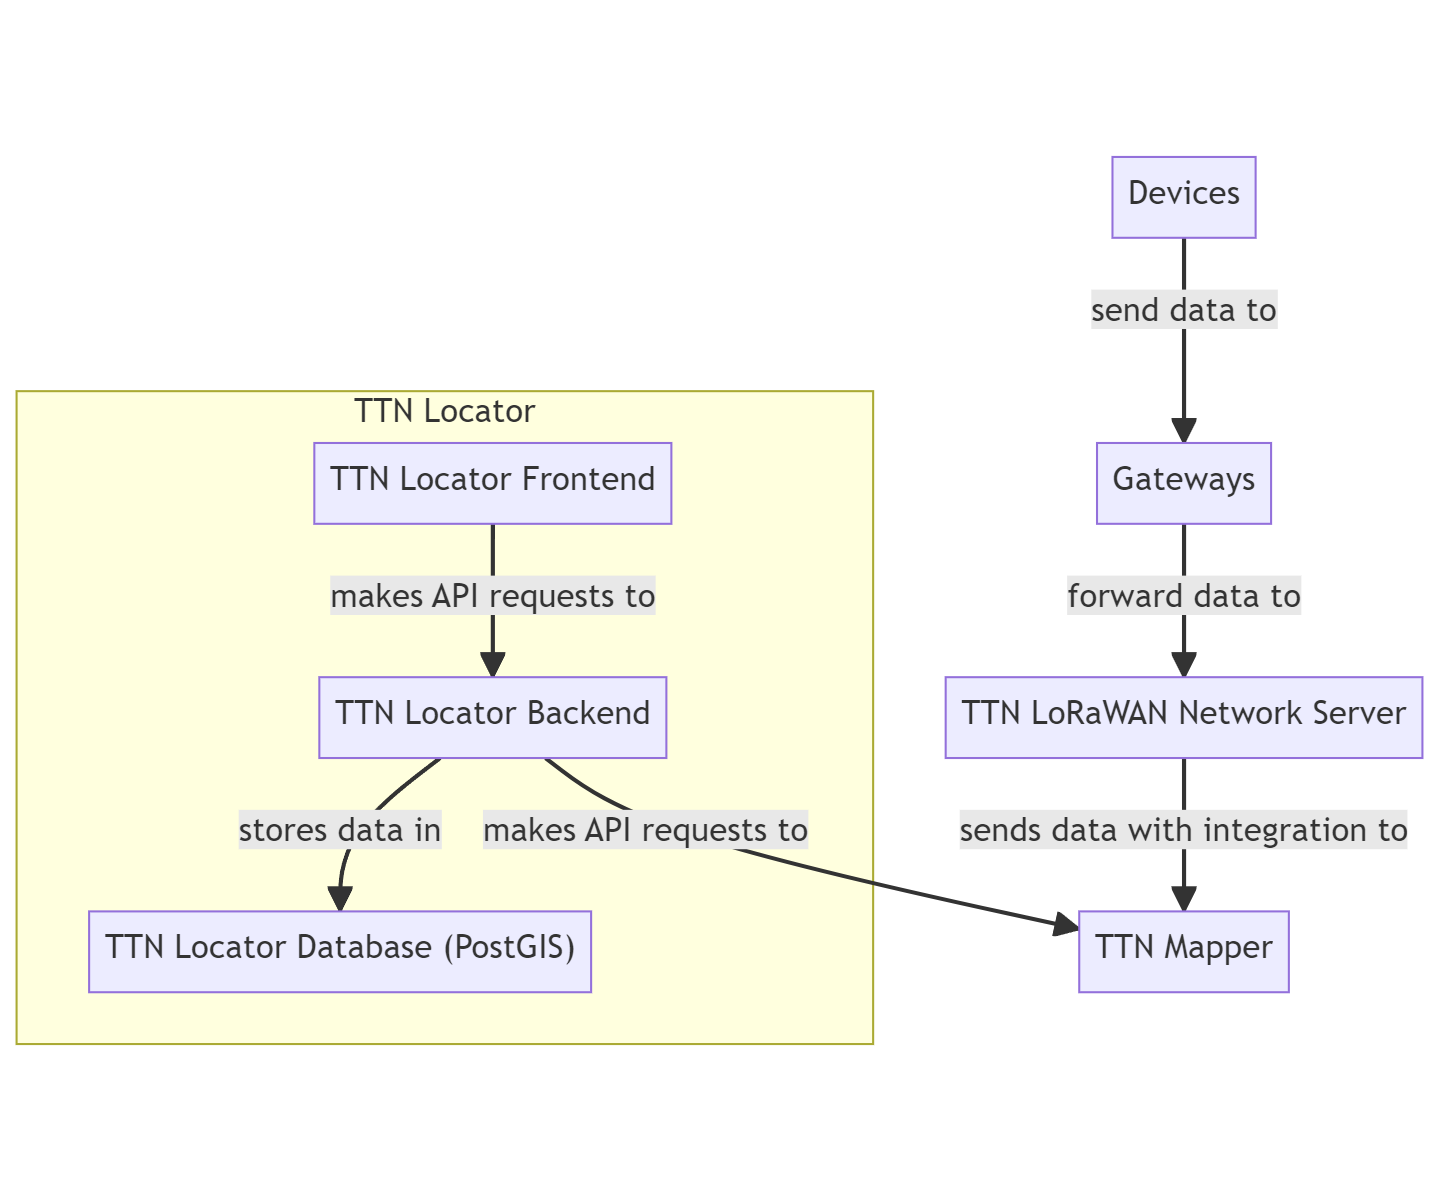 Devices
send data to
TTN Locator
TTN Locator Frontend
Gateways
makes API requests to
forward data to
TTN Locator Backend
TTN LoRaWAN Network Server
stores data in
makes API requests to
sends data with integration to
TTN Locator Database (PostGIS)
TTN Mapper